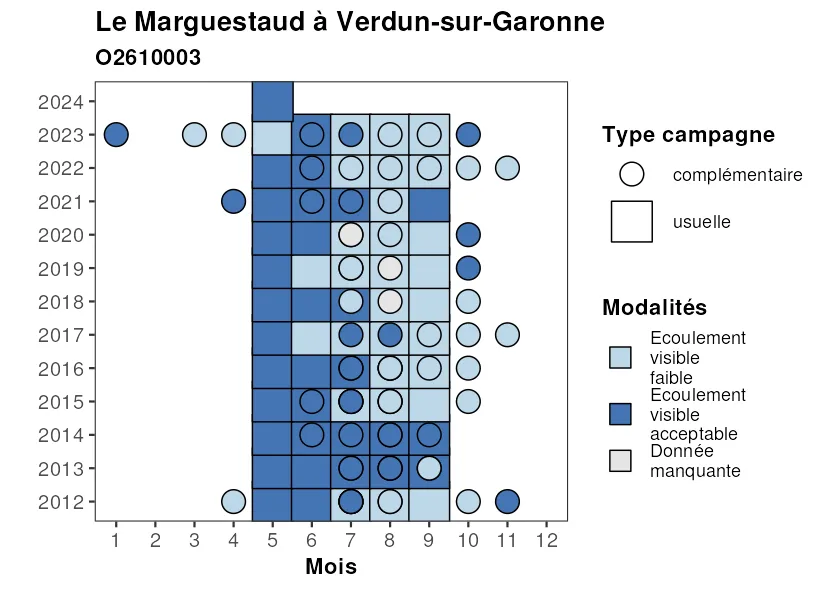 Le Marguestaud à Verdun-sur-Garonne
O2610003
2024
2023
2022
2021
2020
2019
2018
2017
2016
2015
2014
2013
2012
1 2 3 4 5 6 7 8 9 10 11 12
Mois
Type campagne
complémentaire
usuelle
Modalités
Ecoulement
visible
faible
Ecoulement
visible
acceptable
Donnée
manquante